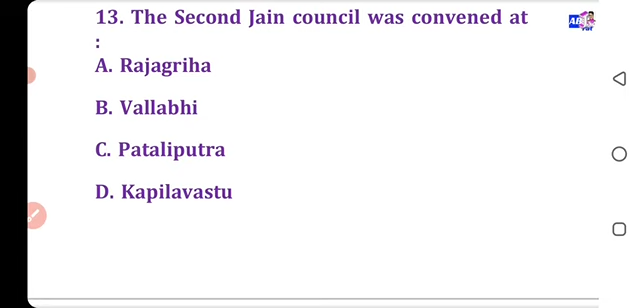 13. The Second Jain council was convened at
:
A. Rajagriha
B. Vallabhi
C. Pataliputra
D. Kapilavastu